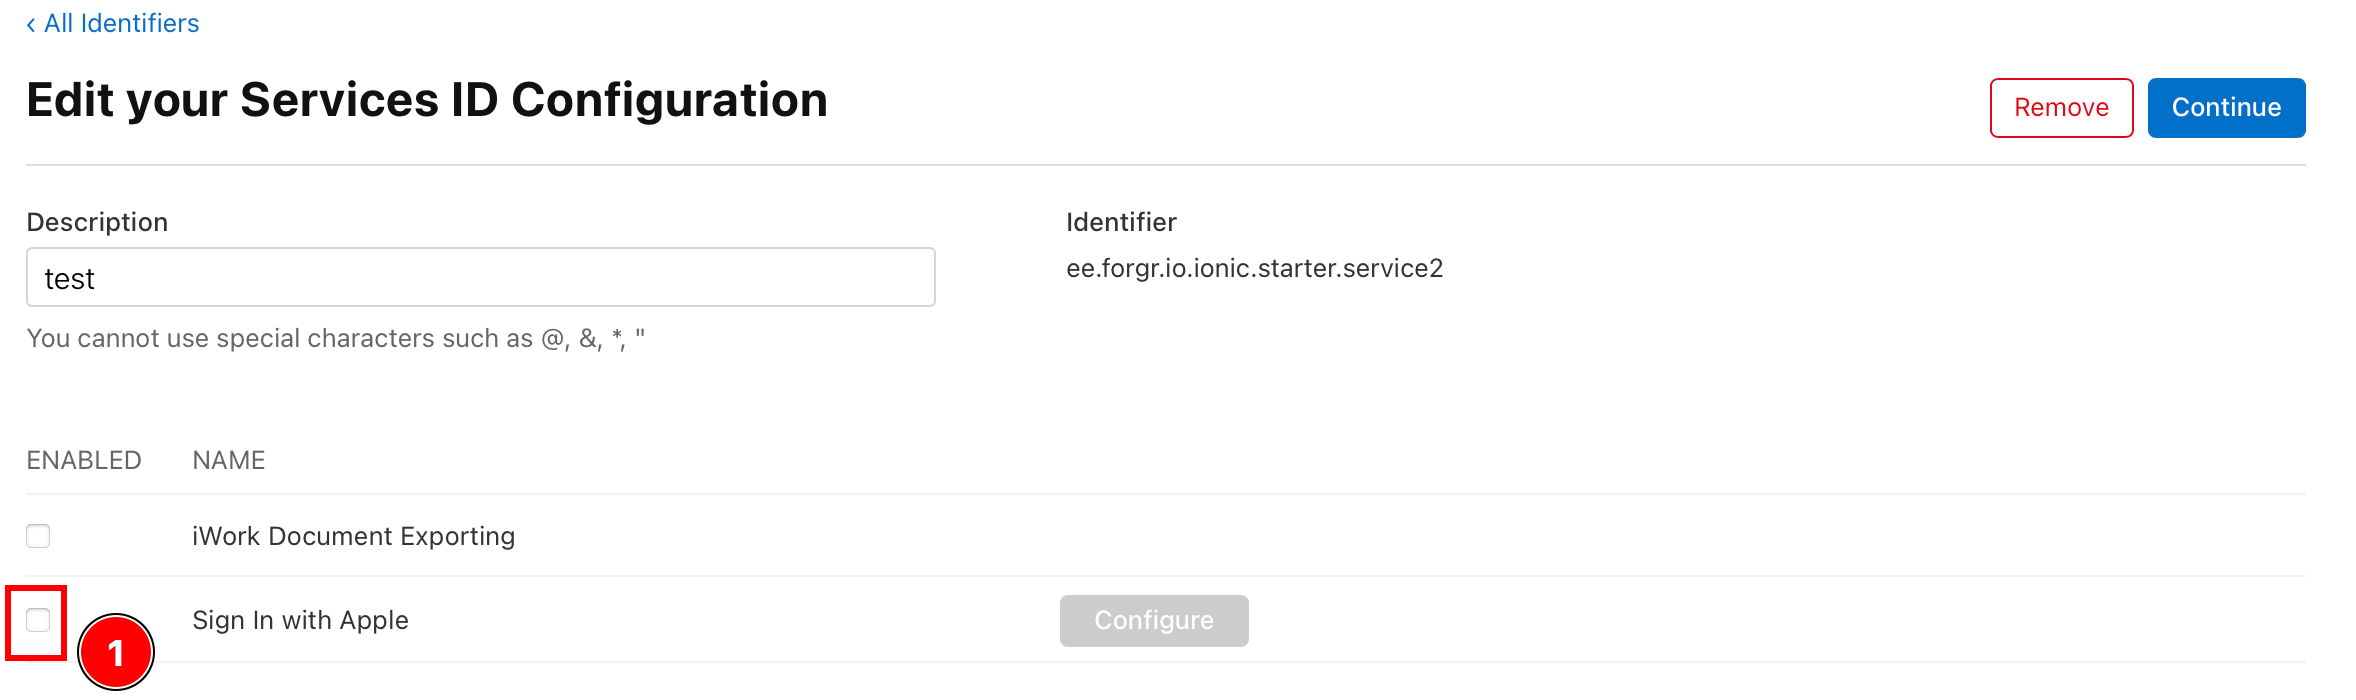 ‹ All Identifiers
Edit your Services ID Configuration
Remove
Continue
Description
Identifier
test
ee.forgr.io.ionic.starter.service2
You cannot use special characters such as @, &, *, "
ENABLED NAME
iWork Document Exporting
Sign In with Apple
Configure
1